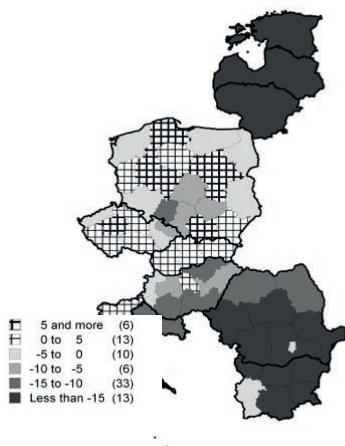 5 and more (6)
0 to 5 (13)
-5 to 0 (10)
-10 to -5 (6)
-15 to -10 (33)
Less than -15 (13)